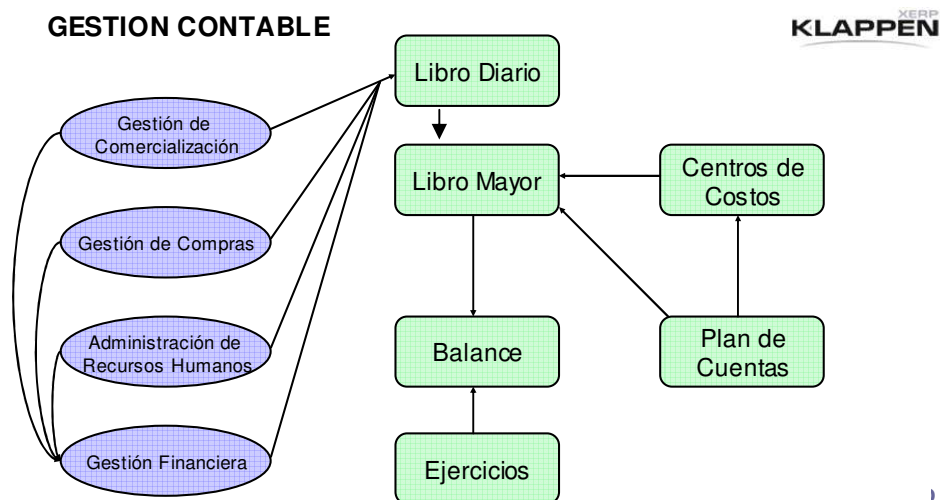 GESTION CONTABLE
XERP
KLAPPEN
Libro Diario
Gestión de
Comercialización
Libro Mayor
Centros de
Costos
Gestión de Compras
Administración de
Recursos Humanos
Balance
Plan de
Cuentas
Gestión Financiera
Ejercicios